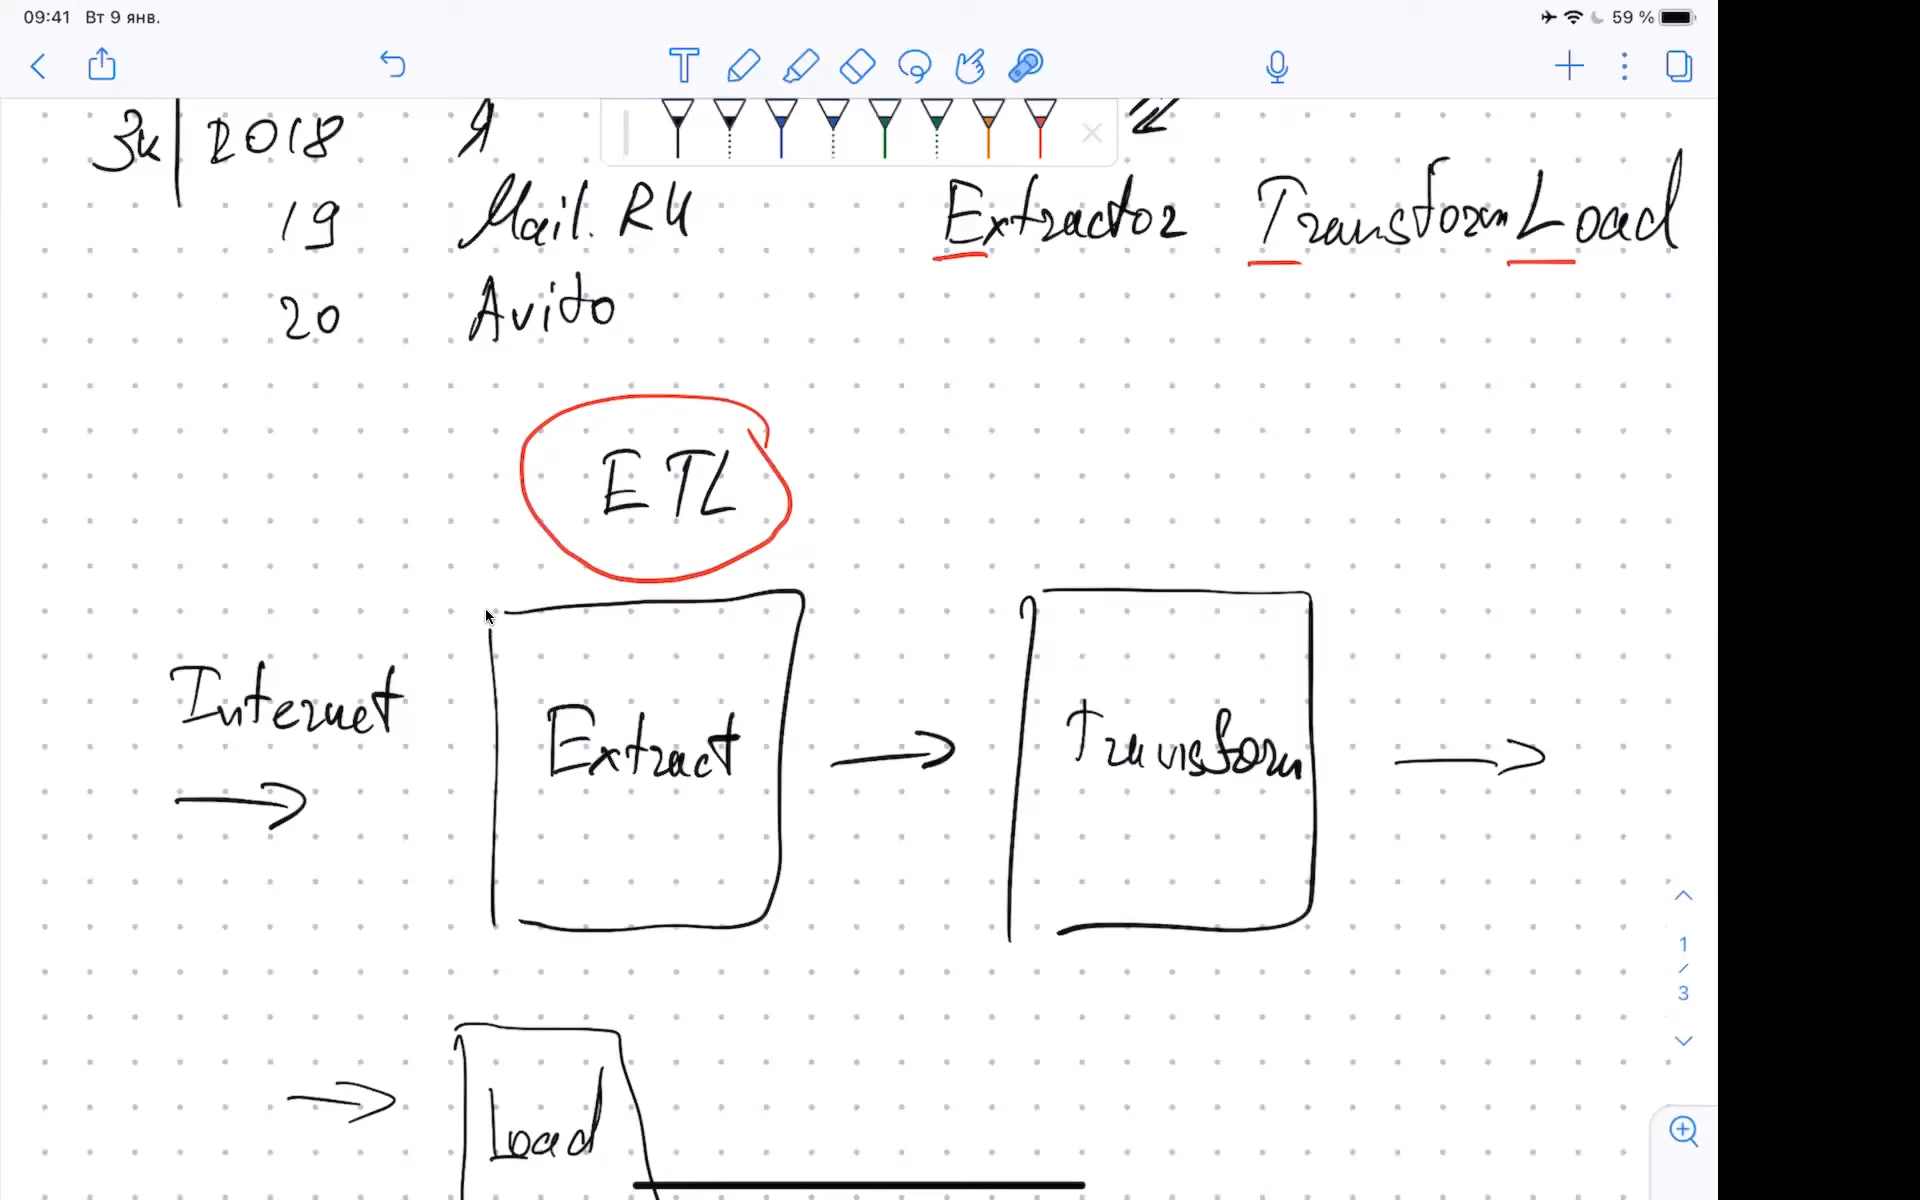 09:41 Вт 9 янв. 59 %
Зи 2018 Я
19 Mail.RU
Extractor Transform Load
20 Avito
ETL
Internet
Extract
Transform
1
/
3
Load